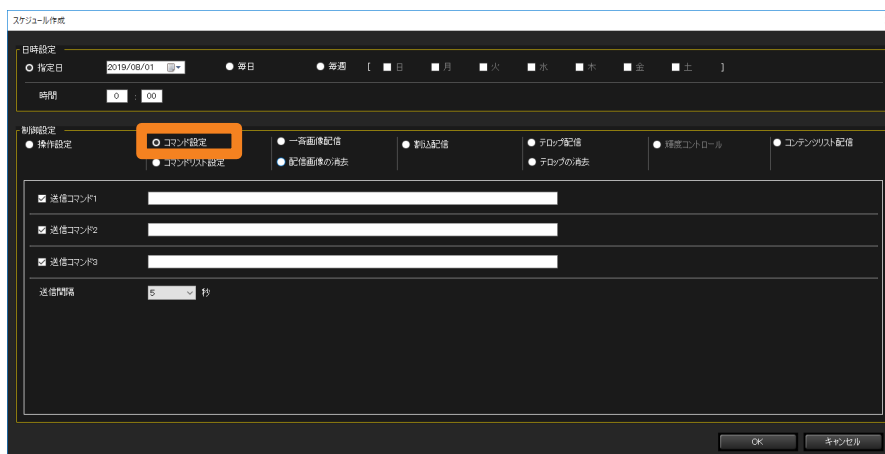 スケジュール作成
日時設定
指定日 2019/08/01 毎日 毎週 [ 日 月 火 水 木 金 土 ]
時間 0 : 00
制御設定
操作設定 コマンド設定 一斉画像配信 割込配信 テロップ配信 輝度コントロール コンテンツリスト配信
コマンドリスト設定 配信画像の消去 テロップの消去
送信コマンド1
送信コマンド2
送信コマンド3
送信間隔 5 秒
OK キャンセル